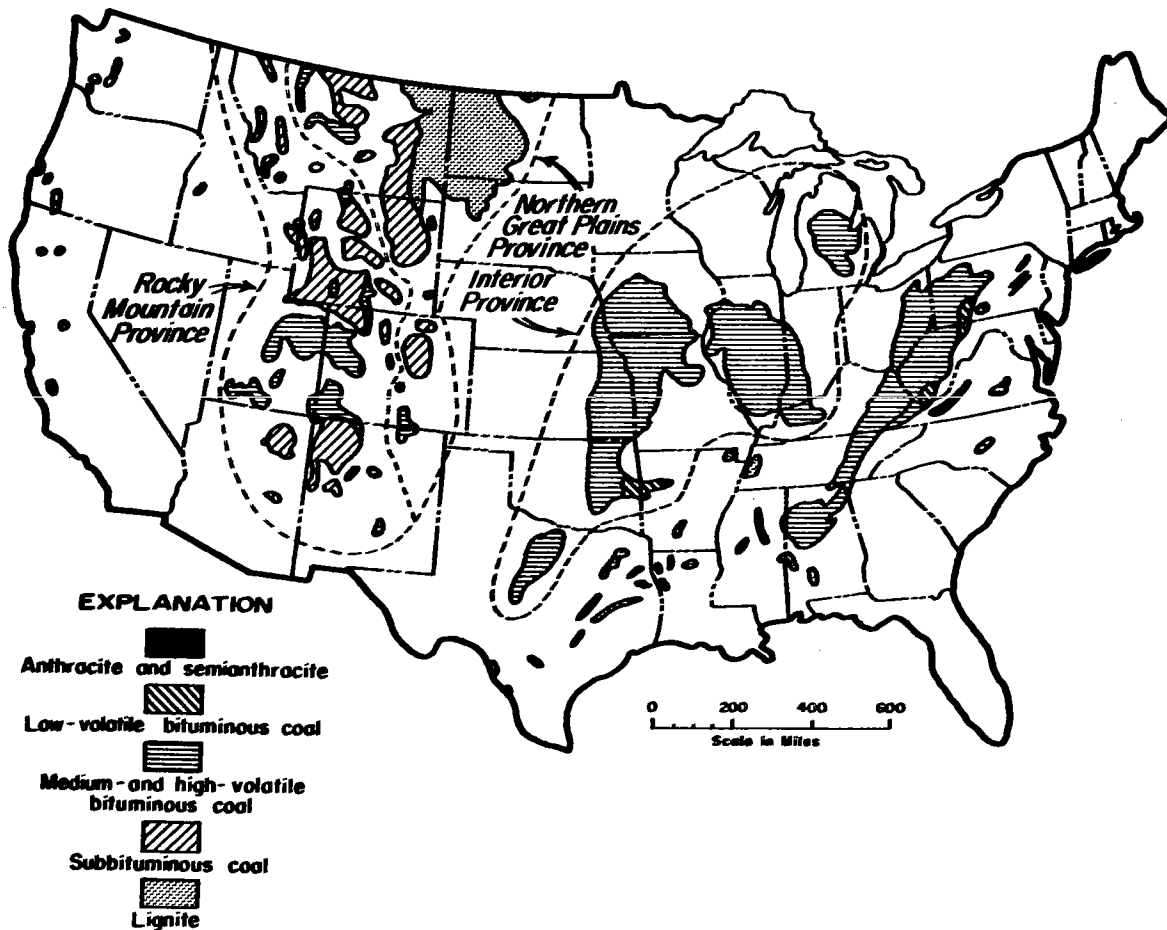 Northern
Great Plains
Province
Interior
Province
Rocky
Mountain
Province
EXPLANATION
Anthracite and semianthracite
Low-volatile bituminous coal
Medium-and high-volatile
bituminous coal
Subbituminous coal
Lignite
0 200 400 600
Scale in Miles